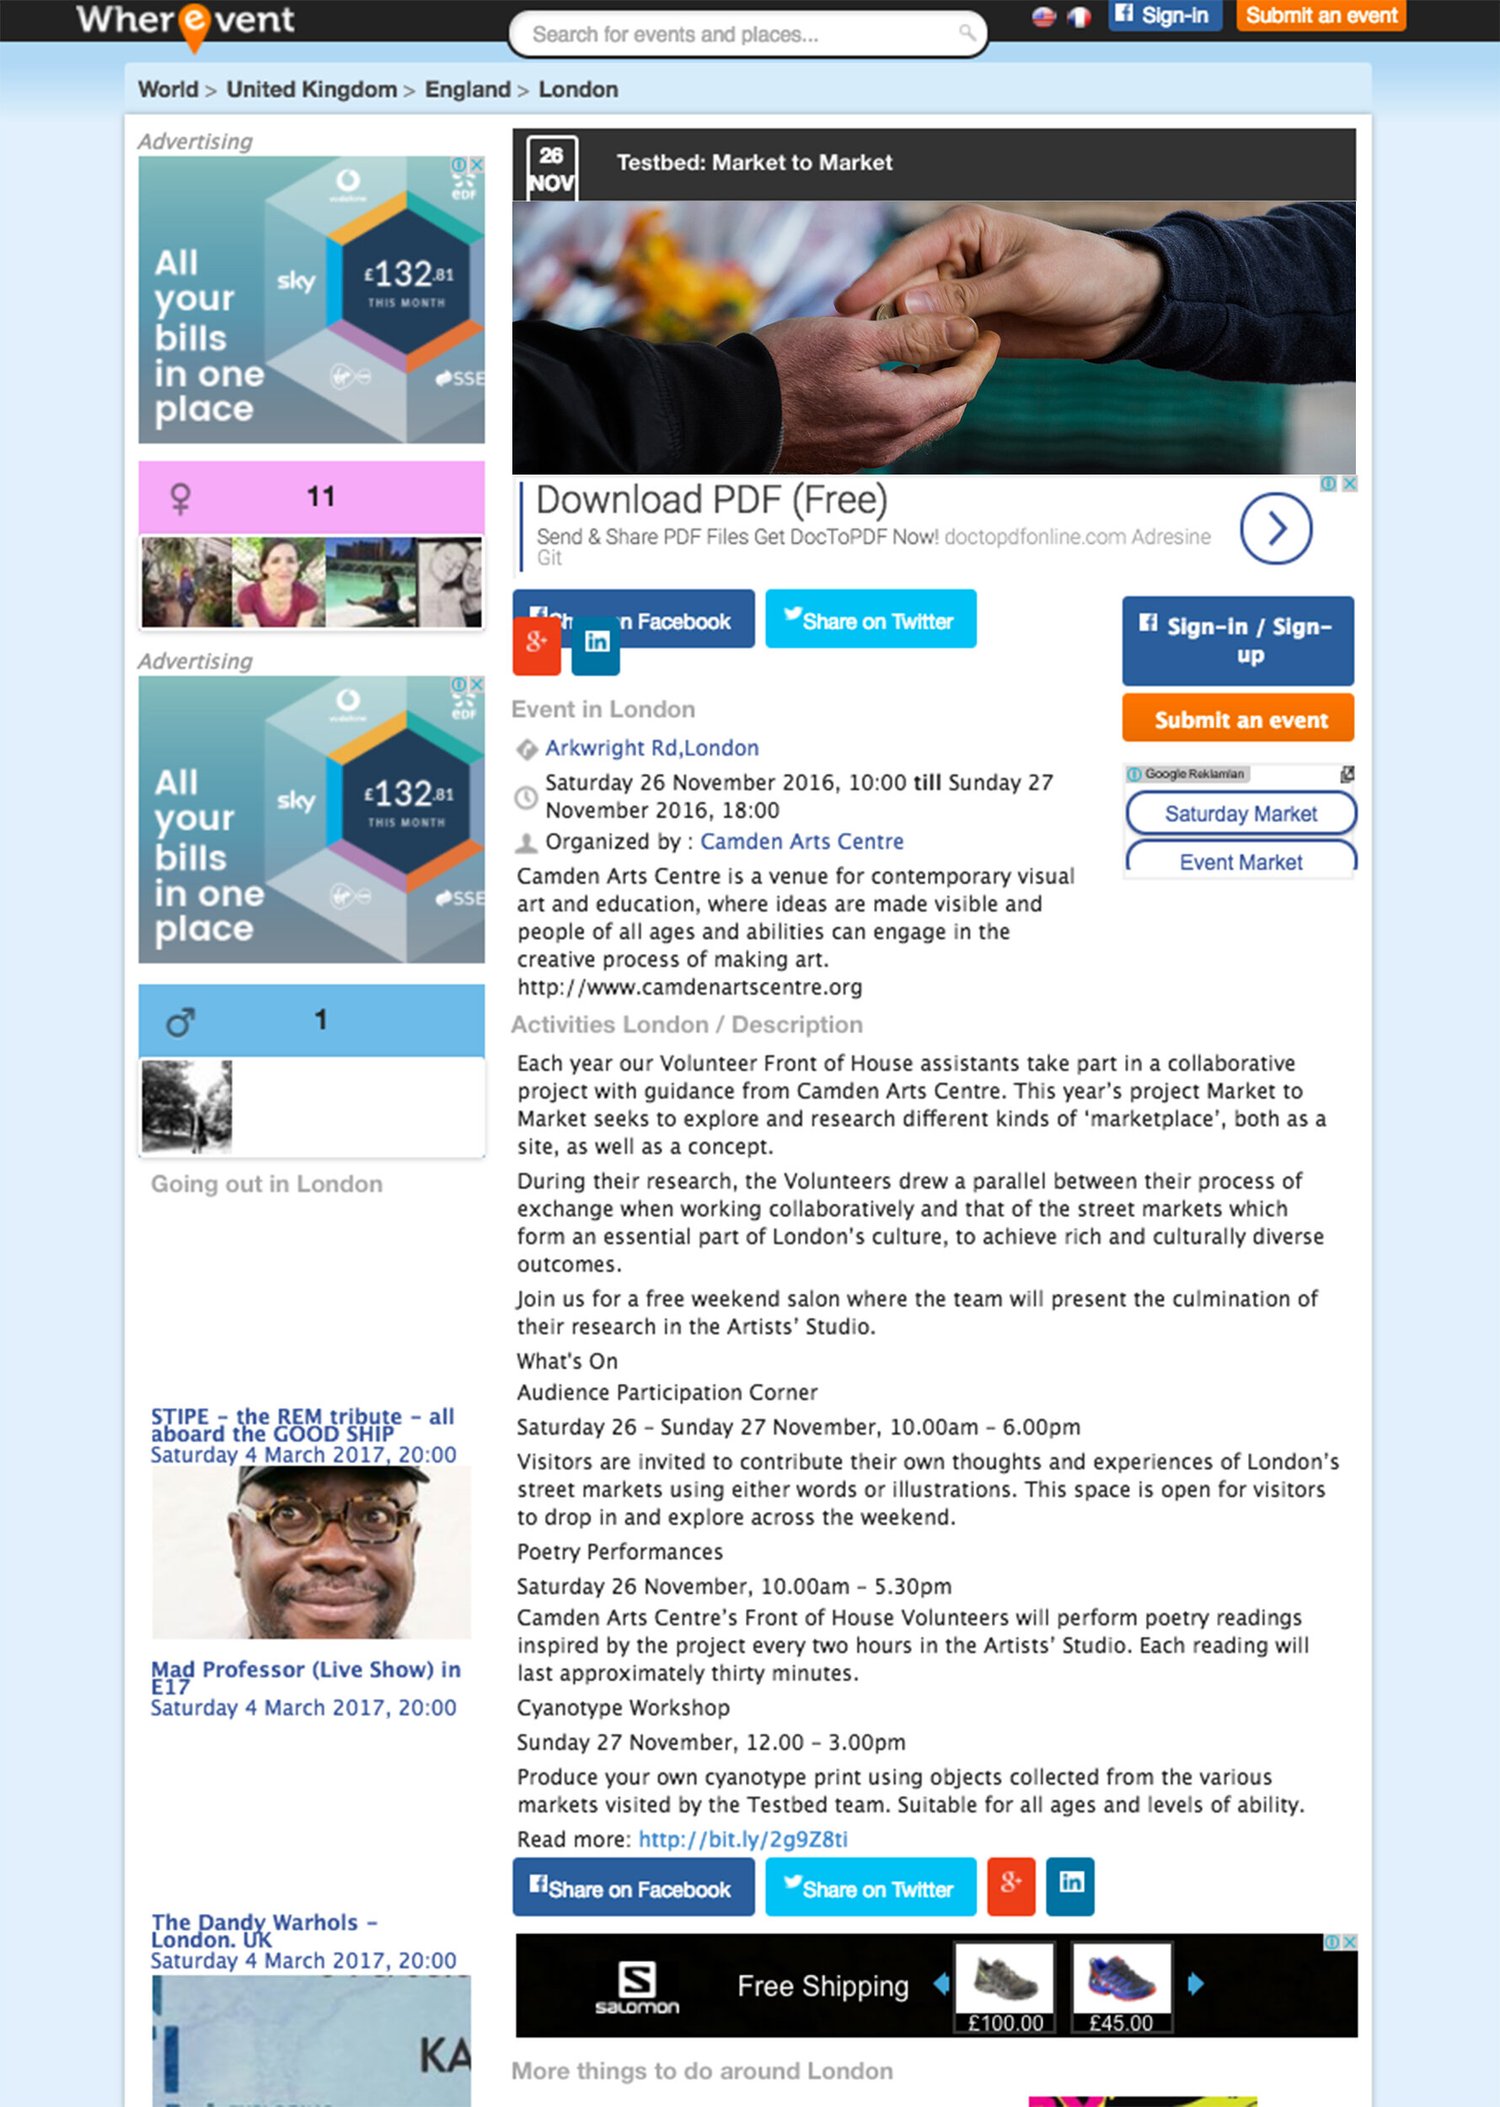 Wherevent
Search for events and places...
Sign-in
Submit an event
World > United Kingdom > England > London
Advertising
vodafone
EDF
All
your
bills
in one
place
sky
£132.81
THIS MONTH
SSE
♀ 11
Advertising
vodafone
EDF
All
your
bills
in one
place
sky
£132.81
THIS MONTH
SSE
♂ 1
Going out in London
STIPE - the REM tribute - all
aboard the GOOD SHIP
Saturday 4 March 2017, 20:00
Mad Professor (Live Show) in
E17
Saturday 4 March 2017, 20:00
The Dandy Warhols -
London. UK
Saturday 4 March 2017, 20:00
KA
26
NOV
Testbed: Market to Market
Download PDF (Free)
Send & Share PDF Files Get DocToPDF Now! doctopdfonline.com Adresine
Git
Sh n Facebook
Share on Twitter
g+
in
Sign-in / Sign-
up
Submit an event
Google Reklamları
Saturday Market
Event Market
Event in London
Arkwright Rd,London
Saturday 26 November 2016, 10:00 till Sunday 27
November 2016, 18:00
Organized by : Camden Arts Centre
Camden Arts Centre is a venue for contemporary visual
art and education, where ideas are made visible and
people of all ages and abilities can engage in the
creative process of making art.
http://www.camdenartscentre.org
Activities London / Description
Each year our Volunteer Front of House assistants take part in a collaborative
project with guidance from Camden Arts Centre. This year’s project Market to
Market seeks to explore and research different kinds of ‘marketplace’, both as a
site, as well as a concept.
During their research, the Volunteers drew a parallel between their process of
exchange when working collaboratively and that of the street markets which
form an essential part of London’s culture, to achieve rich and culturally diverse
outcomes.
Join us for a free weekend salon where the team will present the culmination of
their research in the Artists’ Studio.
What's On
Audience Participation Corner
Saturday 26 – Sunday 27 November, 10.00am – 6.00pm
Visitors are invited to contribute their own thoughts and experiences of London’s
street markets using either words or illustrations. This space is open for visitors
to drop in and explore across the weekend.
Poetry Performances
Saturday 26 November, 10.00am – 5.30pm
Camden Arts Centre’s Front of House Volunteers will perform poetry readings
inspired by the project every two hours in the Artists’ Studio. Each reading will
last approximately thirty minutes.
Cyanotype Workshop
Sunday 27 November, 12.00 – 3.00pm
Produce your own cyanotype print using objects collected from the various
markets visited by the Testbed team. Suitable for all ages and levels of ability.
Read more: http://bit.ly/2g9Z8ti
Share on Facebook
Share on Twitter
g+
in
SALOMON
Free Shipping
£100.00
£45.00
More things to do around London